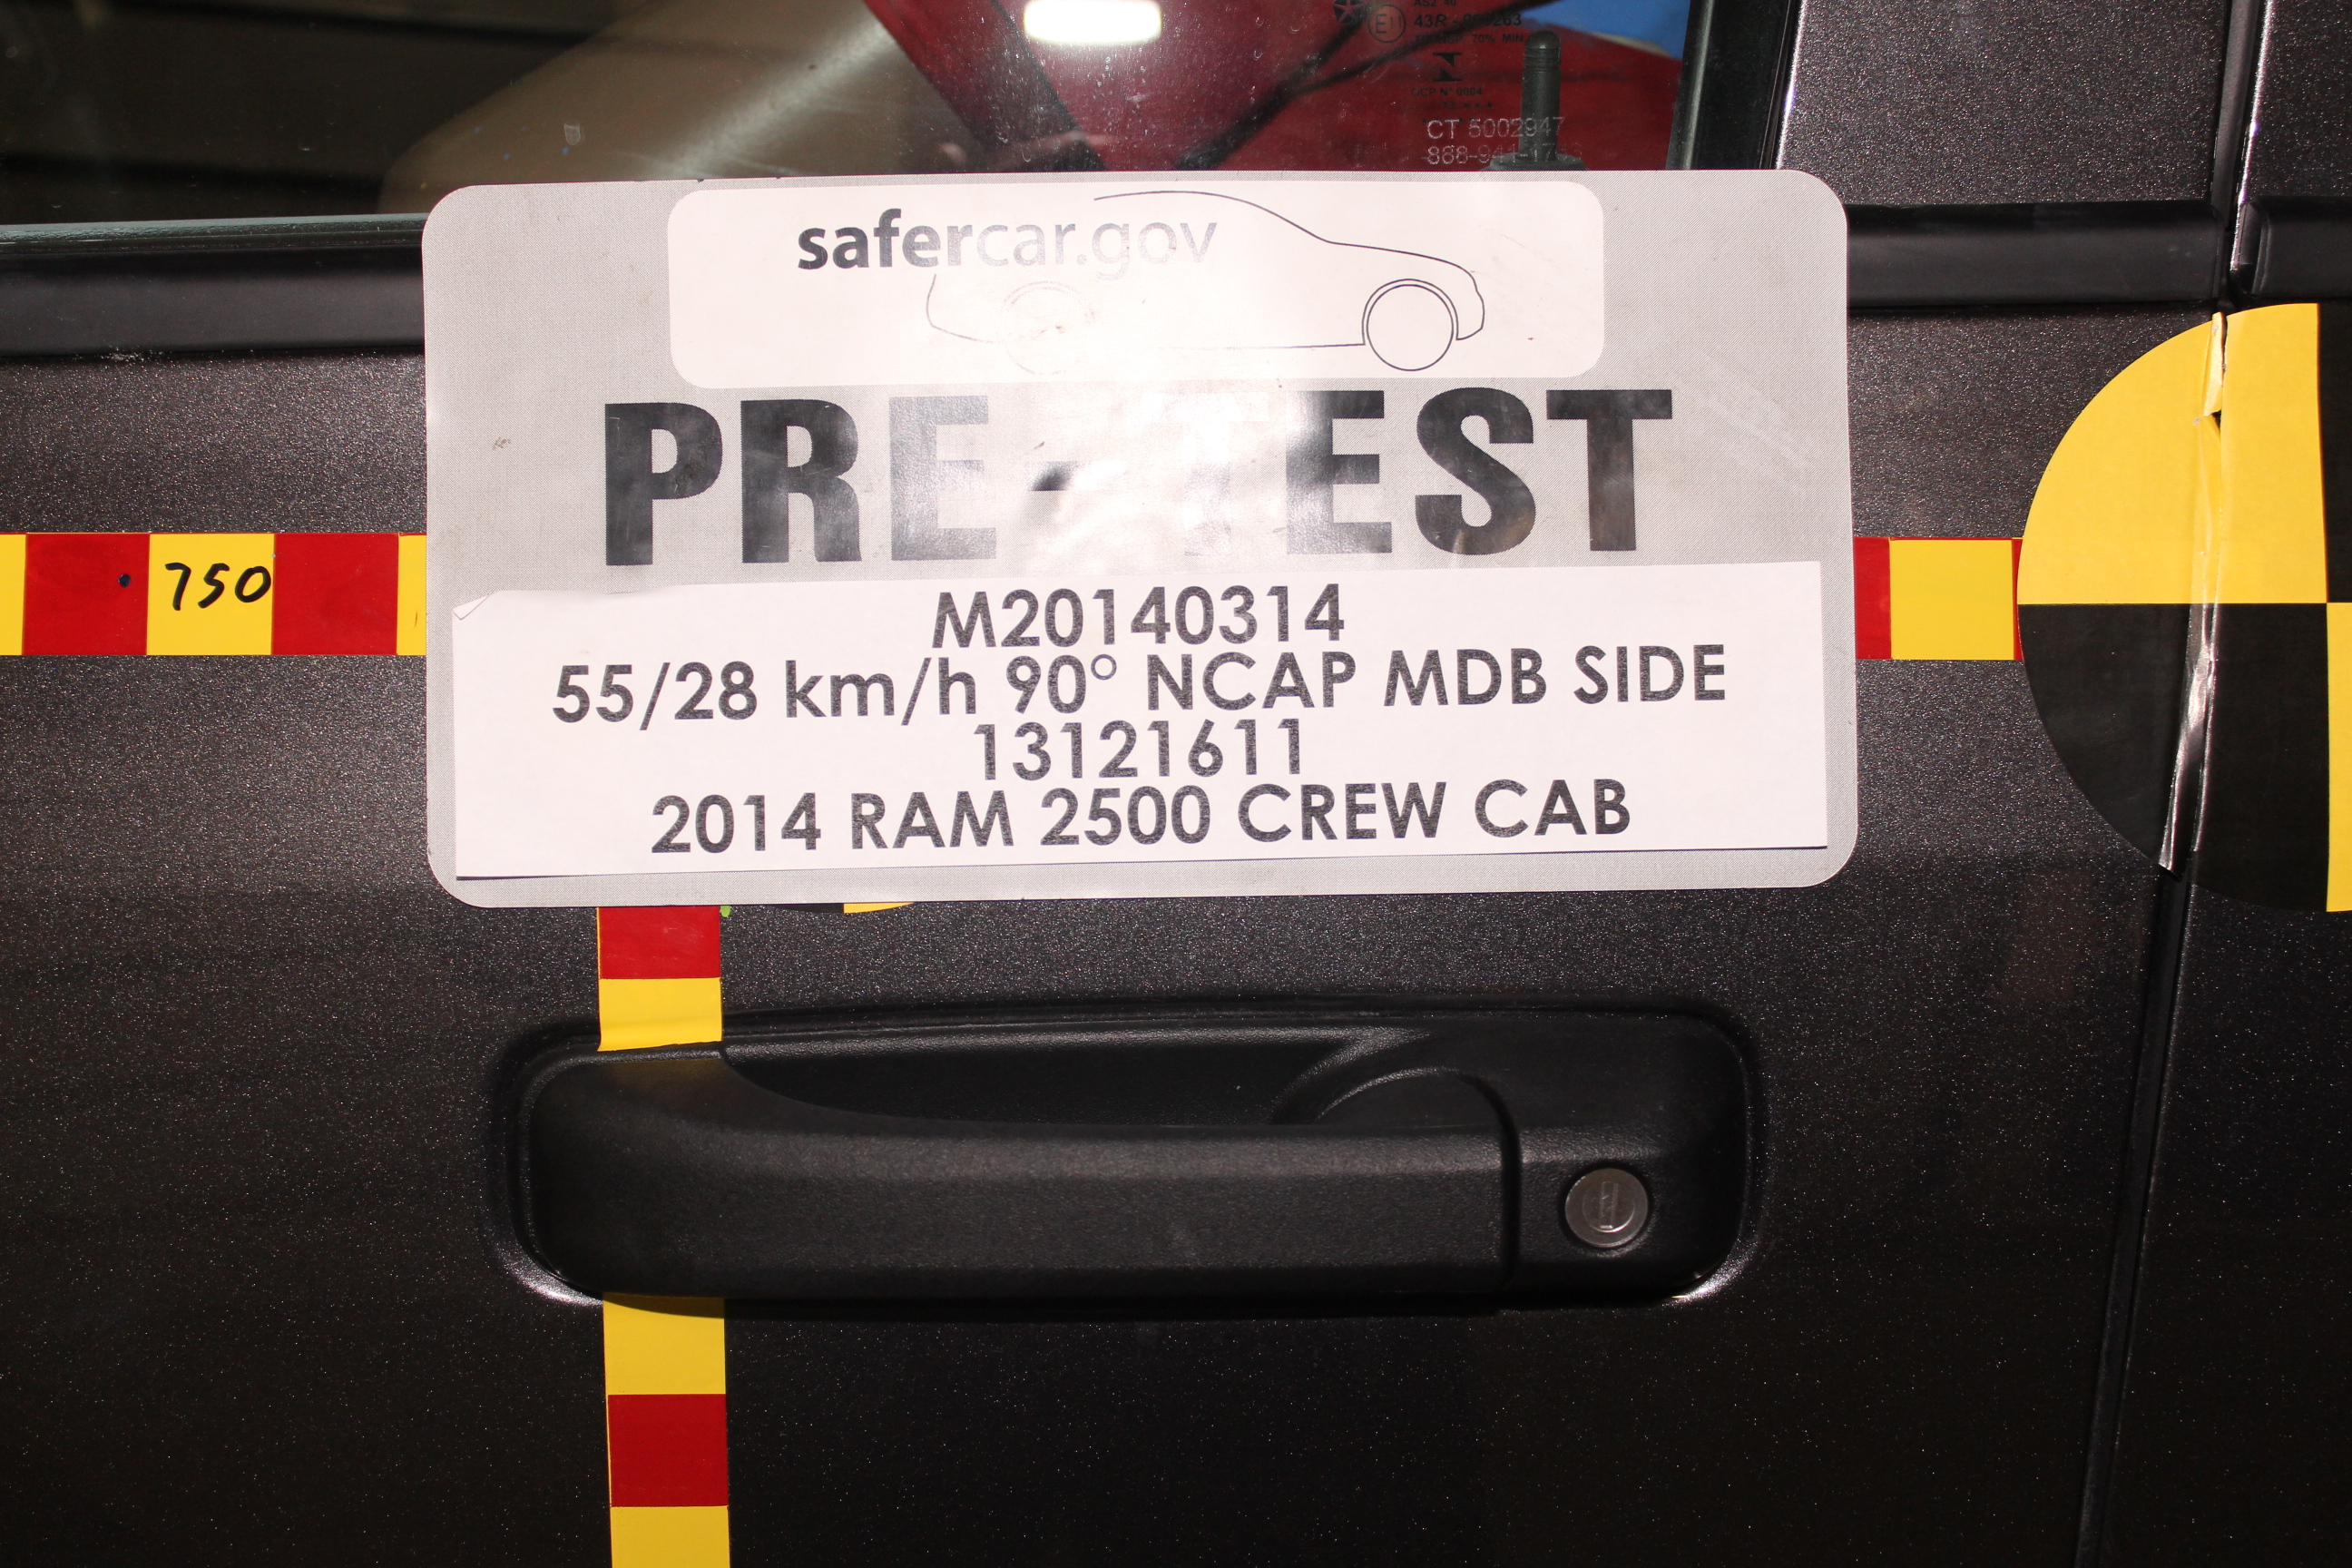 CT 5002947
safercar.gov
PRE-TEST
750
M20140314
55/28 km/h 90° NCAP MDB SIDE
13121611
2014 RAM 2500 CREW CAB